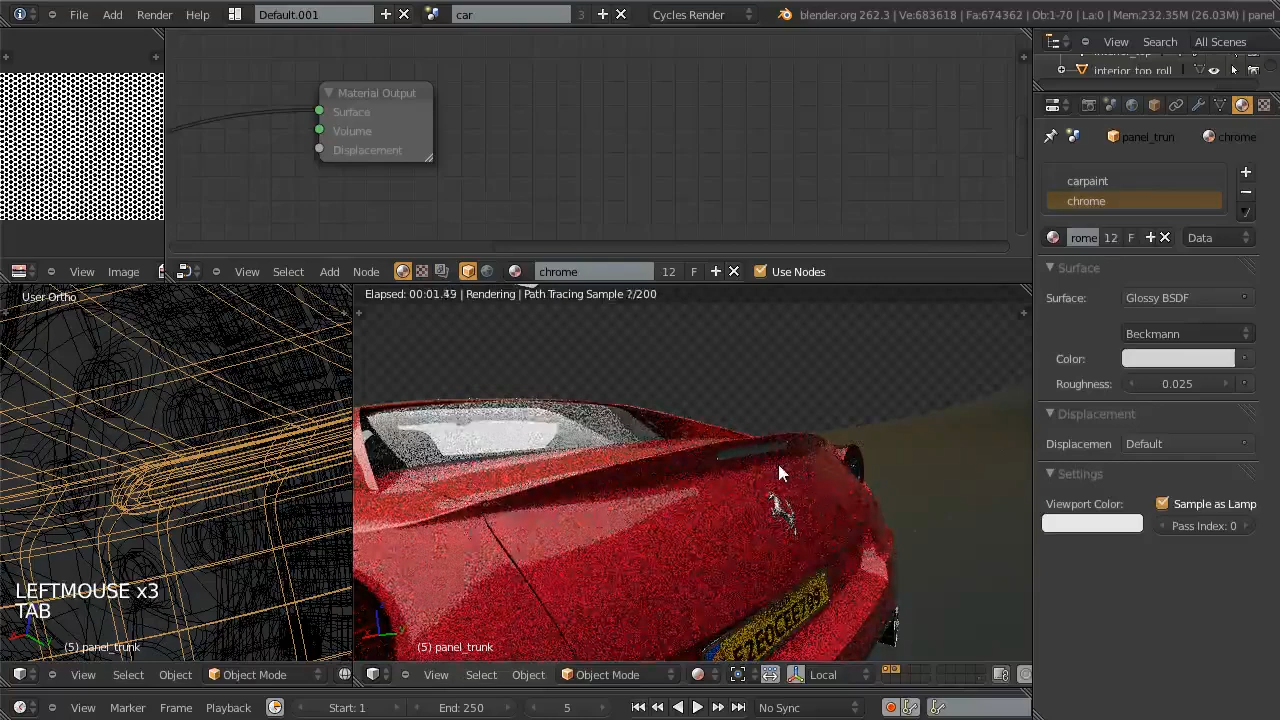 File Add Render Help Default.001 car 3 Cycles Render blender.org 262.3 | Ve:683618 | Fa:674362 | Ob:1-70 | La:0 | Mem:232.35M (26.03M) | panel
View Search All Scenes
interior_top_roll
Material Output
Surface
Volume
Displacement
panel_trun chrome
carpaint
chrome
rome 12 F Data
View Image View Select Add Node chrome 12 F Use Nodes
Surface
Surface: Glossy BSDF
Beckmann
Color:
Roughness: 0.025
Displacement
Displacemen Default
Settings
Viewport Color: Sample as Lamp
Pass Index: 0
User Ortho
Elapsed: 00:01.49 | Rendering | Path Tracing Sample ?/200
LEFTMOUSE x3
TAB
(5) panel_trunk
(5) panel_trunk
View Select Object Object Mode View Select Object Object Mode Local
View Marker Frame Playback Start: 1 End: 250 5 No Sync